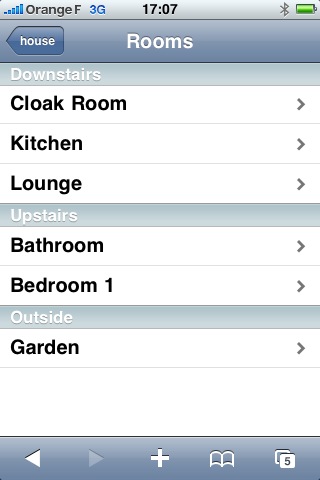 Orange F 3G 17:07
house Rooms
Downstairs
Cloak Room
Kitchen
Lounge
Upstairs
Bathroom
Bedroom 1
Outside
Garden
5